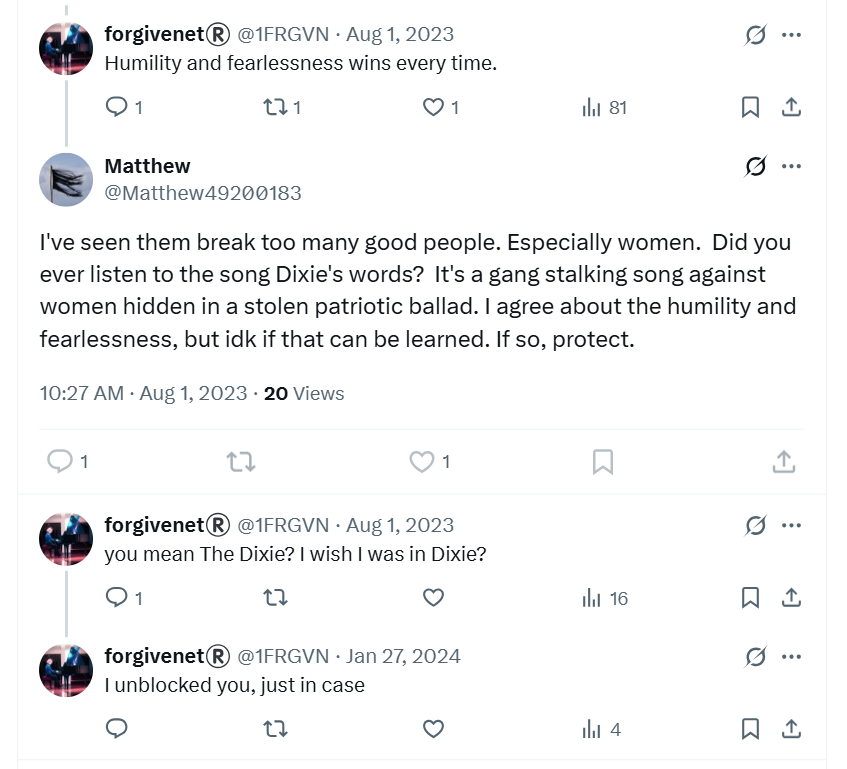 forgivenet® @1FRGVN · Aug 1, 2023
Humility and fearlessness wins every time.
1 1 1 81
Matthew
@Matthew49200183
I've seen them break too many good people. Especially women.  Did you
ever listen to the song Dixie's words?  It's a gang stalking song against
women hidden in a stolen patriotic ballad. I agree about the humility and
fearlessness, but idk if that can be learned. If so, protect.
10:27 AM · Aug 1, 2023 · 20 Views
1 1
forgivenet® @1FRGVN · Aug 1, 2023
you mean The Dixie? I wish I was in Dixie?
1 16
forgivenet® @1FRGVN · Jan 27, 2024
I unblocked you, just in case
4